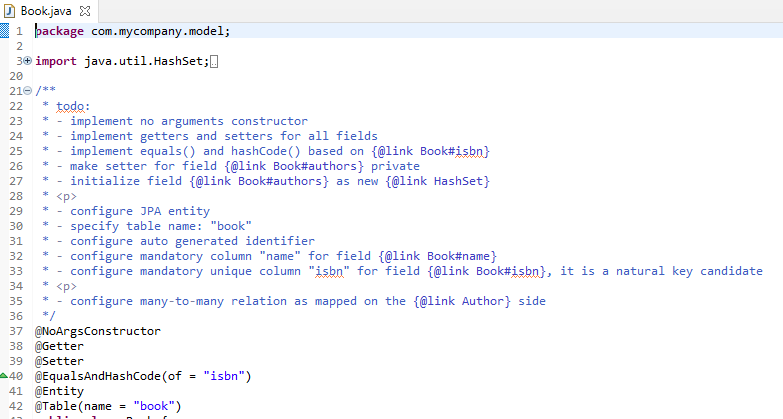 Book.java
1 package com.mycompany.model;
2
3 import java.util.HashSet;
20
21 /**
22 * todo:
23 * - implement no arguments constructor
24 * - implement getters and setters for all fields
25 * - implement equals() and hashCode() based on {@link Book#isbn}
26 * - make setter for field {@link Book#authors} private
27 * - initialize field {@link Book#authors} as new {@link HashSet}
28 * <p>
29 * - configure JPA entity
30 * - specify table name: "book"
31 * - configure auto generated identifier
32 * - configure mandatory column "name" for field {@link Book#name}
33 * - configure mandatory unique column "isbn" for field {@link Book#isbn}, it is a natural key candidate
34 * <p>
35 * - configure many-to-many relation as mapped on the {@link Author} side
36 */
37 @NoArgsConstructor
38 @Getter
39 @Setter
40 @EqualsAndHashCode(of = "isbn")
41 @Entity
42 @Table(name = "book")